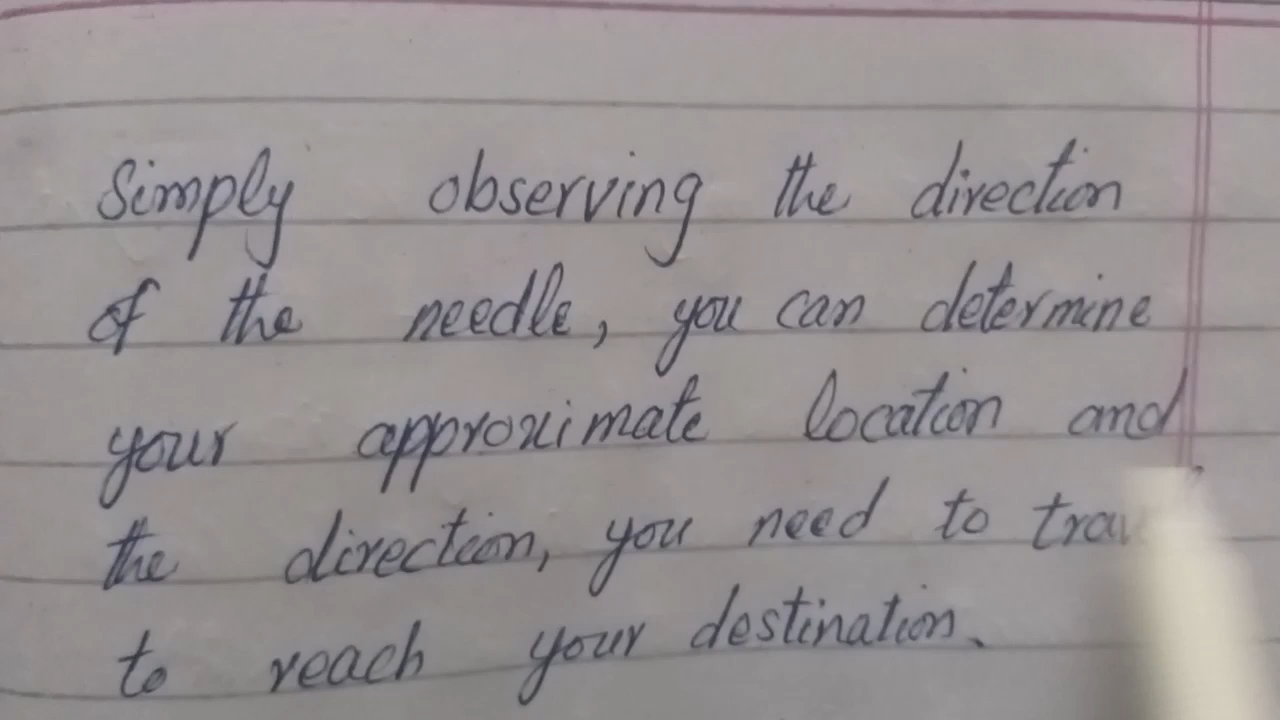 Simply observing the direction
of the needle, you can determine
your approximate location and
the direction, you need to
to reach your destination.